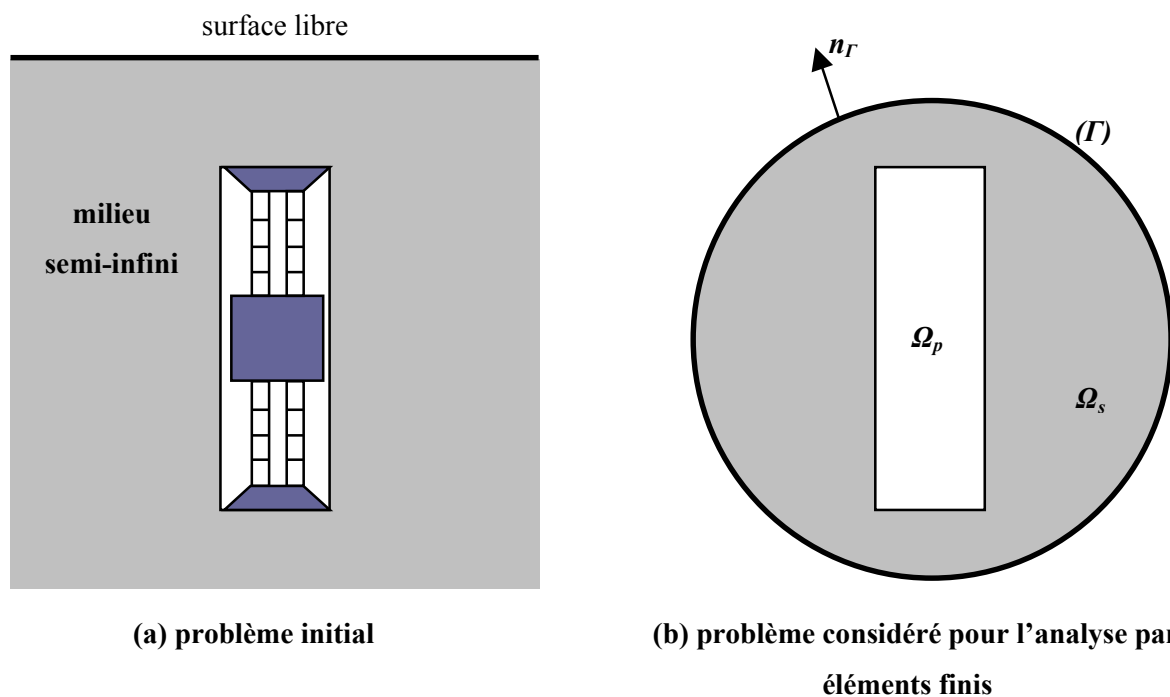 surface libre
milieu
semi-infini
(a) problème initial
n_Γ
(Γ)
Ω_p
Ω_s
(b) problème considéré pour l'analyse par
éléments finis